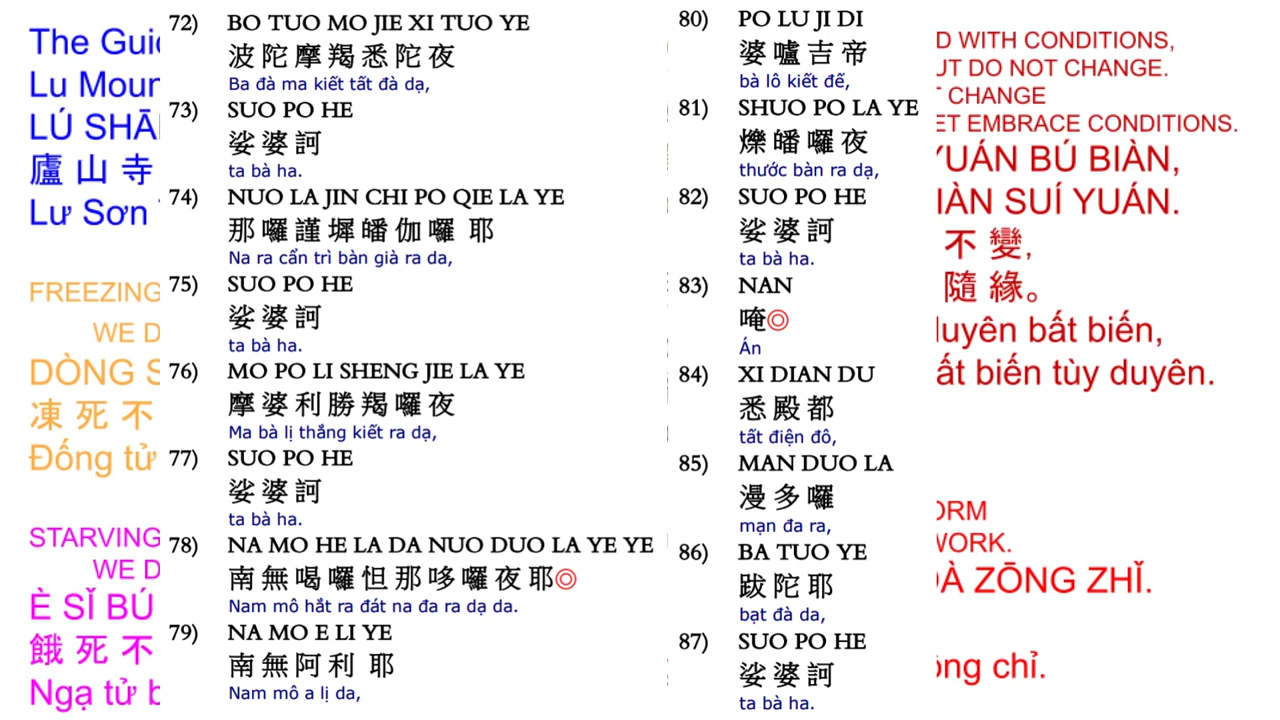 The Guid
Lu Moun
LÚ SHĀ
廬 山 寺
Lư Sơn
FREEZING
WE D
DÒNG S
凍 死 不
Đống tử
STARVING
WE D
È SǏ BÚ
餓 死 不
Ngạ tử b
72) BO TUO MO JIE XI TUO YE
波 陀 摩 羯 悉 陀 夜
Ba đà ma kiết tất đà dạ,
73) SUO PO HE
娑 婆 訶
ta bà ha.
74) NUO LA JIN CHI PO QIE LA YE
那 囉 謹 墀 皤 伽 囉 耶
Na ra cẩn trì bàn già ra da,
75) SUO PO HE
娑 婆 訶
ta bà ha.
76) MO PO LI SHENG JIE LA YE
摩 婆 利 勝 羯 囉 夜
Ma bà lị thắng kiết ra dạ,
77) SUO PO HE
娑 婆 訶
ta bà ha.
78) NA MO HE LA DA NUO DUO LA YE YE
南 無 喝 囉 怛 那 哆 囉 夜 耶◎
Nam mô hắt ra đát na đa ra dạ da.
79) NA MO E LI YE
南 無 阿 利 耶
Nam mô a lị da,
80) PO LU JI DI
婆 嚧 吉 帝
bà lô kiết đế,
81) SHUO PO LA YE
爍 皤 囉 夜
thước bàn ra dạ,
82) SUO PO HE
娑 婆 訶
ta bà ha.
83) NAN
唵◎
Án
84) XI DIAN DU
悉 殿 都
tất điện đô,
85) MAN DUO LA
漫 多 囉
mạn đa ra,
86) BA TUO YE
跋 陀 耶
bạt đà da,
87) SUO PO HE
娑 婆 訶
ta bà ha.
D WITH CONDITIONS,
UT DO NOT CHANGE.
T CHANGE
ET EMBRACE CONDITIONS.
YUÁN BÚ BIÀN,
IÀN SUÍ YUÁN.
不 變,
隨 緣。
duyên bất biến,
ất biến tùy duyên.
ORM
WORK.
DÀ ZŌNG ZHǏ.
ông chỉ.